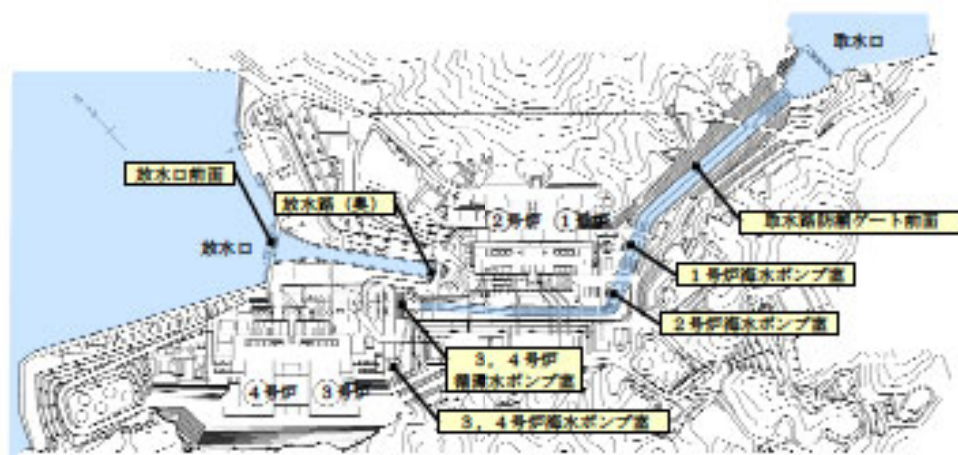 取水口
放水口前面
放水路（奥）
②号炉
①号炉
取水路防潮ゲート前面
放水口
1号炉海水ポンプ室
2号炉海水ポンプ室
3，4号炉
循環水ポンプ室
④号炉
③号炉
3，4号炉海水ポンプ室